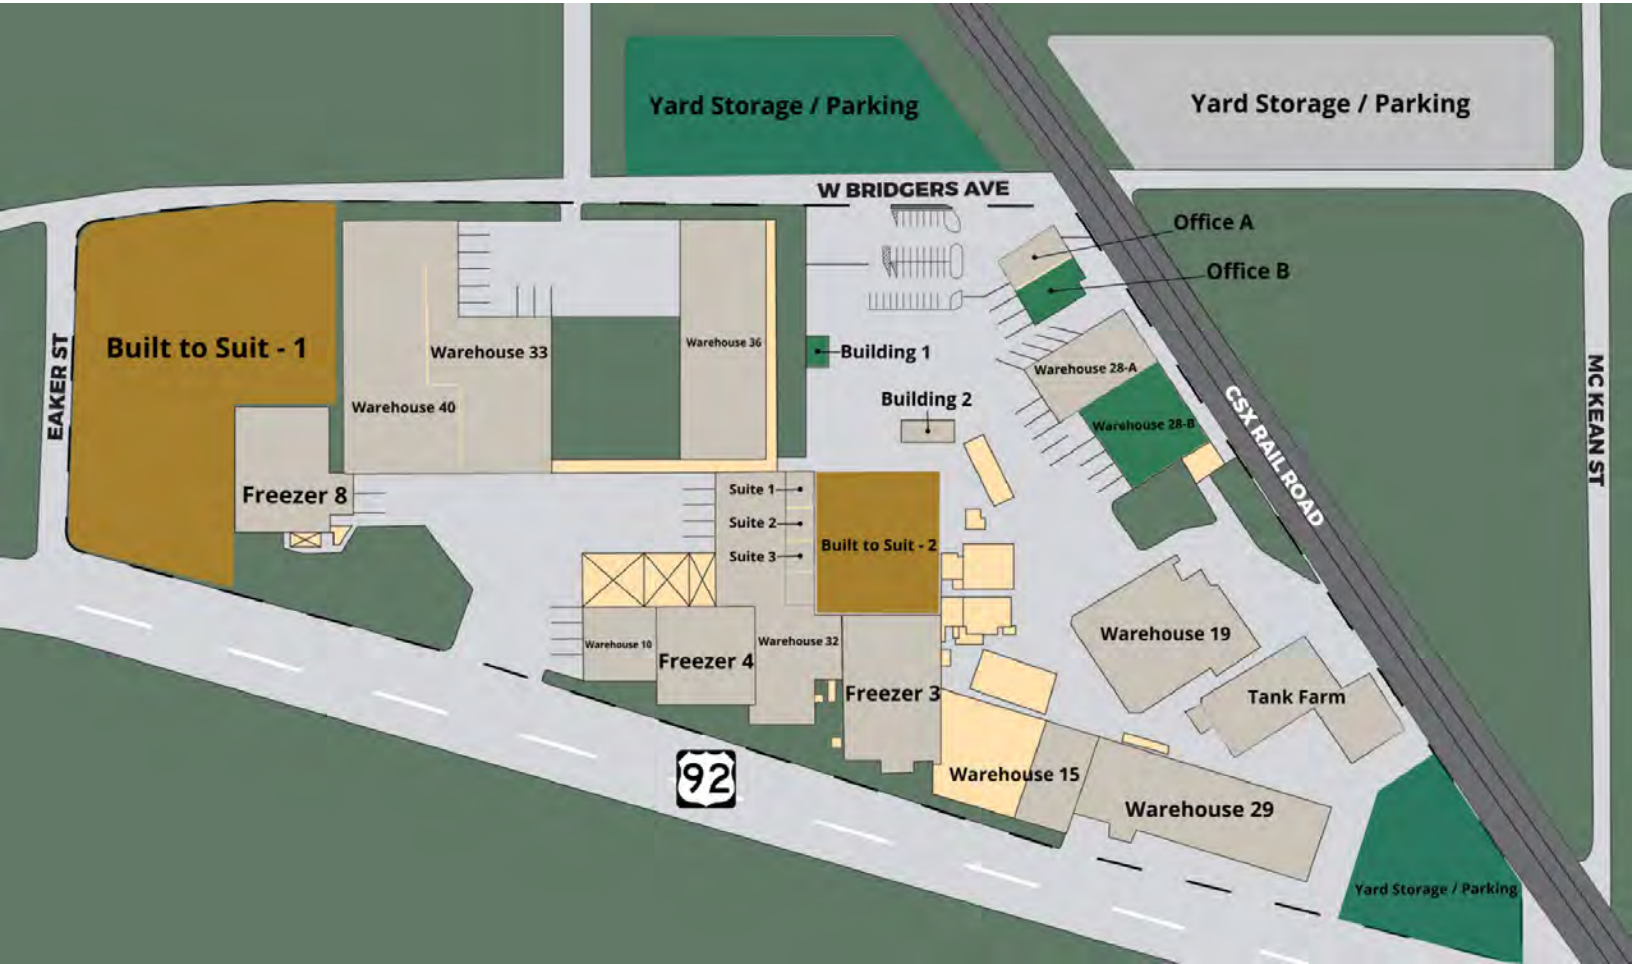 Yard Storage / Parking
Yard Storage / Parking
W BRIDGERS AVE
Office A
Office B
EAKER ST
Built to Suit - 1
Warehouse 33
Warehouse 36
Building 1
Warehouse 28-A
CSX RAIL ROAD
MC KEAN ST
Warehouse 40
Building 2
Warehouse 28-B
Freezer 8
Suite 1
Suite 2
Suite 3
Built to Suit - 2
Warehouse 10
Freezer 4
Warehouse 32
Freezer 3
Warehouse 19
Tank Farm
92
Warehouse 15
Warehouse 29
Yard Storage / Parking